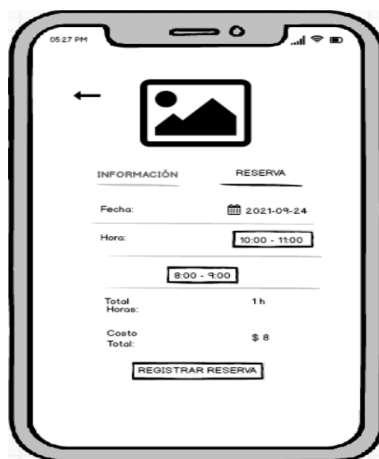 05:27 PM
INFORMACIÓN RESERVA
Fecha: 2021-09-24
Hora: 10:00 - 11:00
8:00 - 9:00
Total 1 h
Horas:
Costo
Total: $ 8
REGISTRAR RESERVA